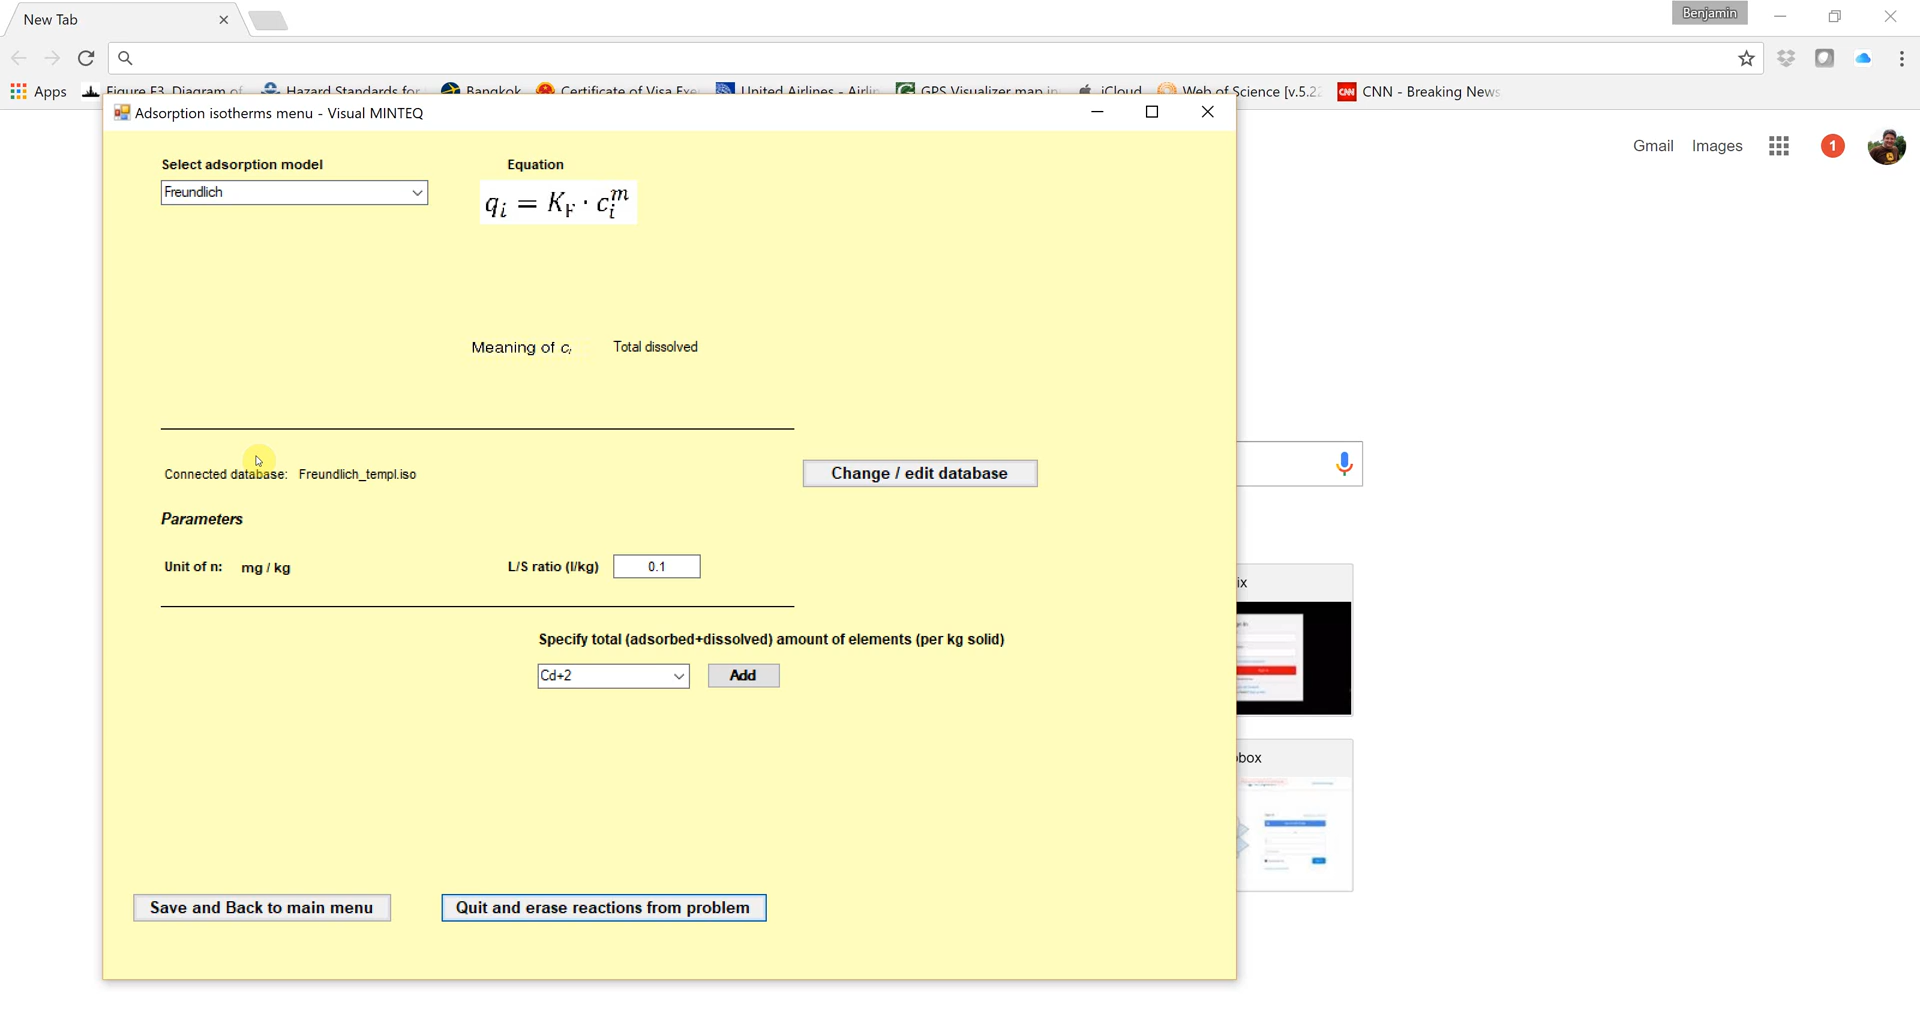 New Tab
Benjamin
Apps Figure F3. Diagram of Hazard Standards for Bangkok Certificate of Visa Exe United Airlines - Airlin GPS Visualizer map in iCloud Web of Science [v.5.22 CNN CNN - Breaking News
Adsorption isotherms menu - Visual MINTEQ
Gmail Images 1
Select adsorption model Equation
Freundlich
qᵢ = K_F · cᵢᵐ
Meaning of cᵢ Total dissolved
Connected database: Freundlich_templ.iso Change / edit database
Parameters
Unit of n: mg / kg L/S ratio (l/kg) 0.1
ix
Specify total (adsorbed+dissolved) amount of elements (per kg solid)
Cd+2 Add
box
Save and Back to main menu Quit and erase reactions from problem